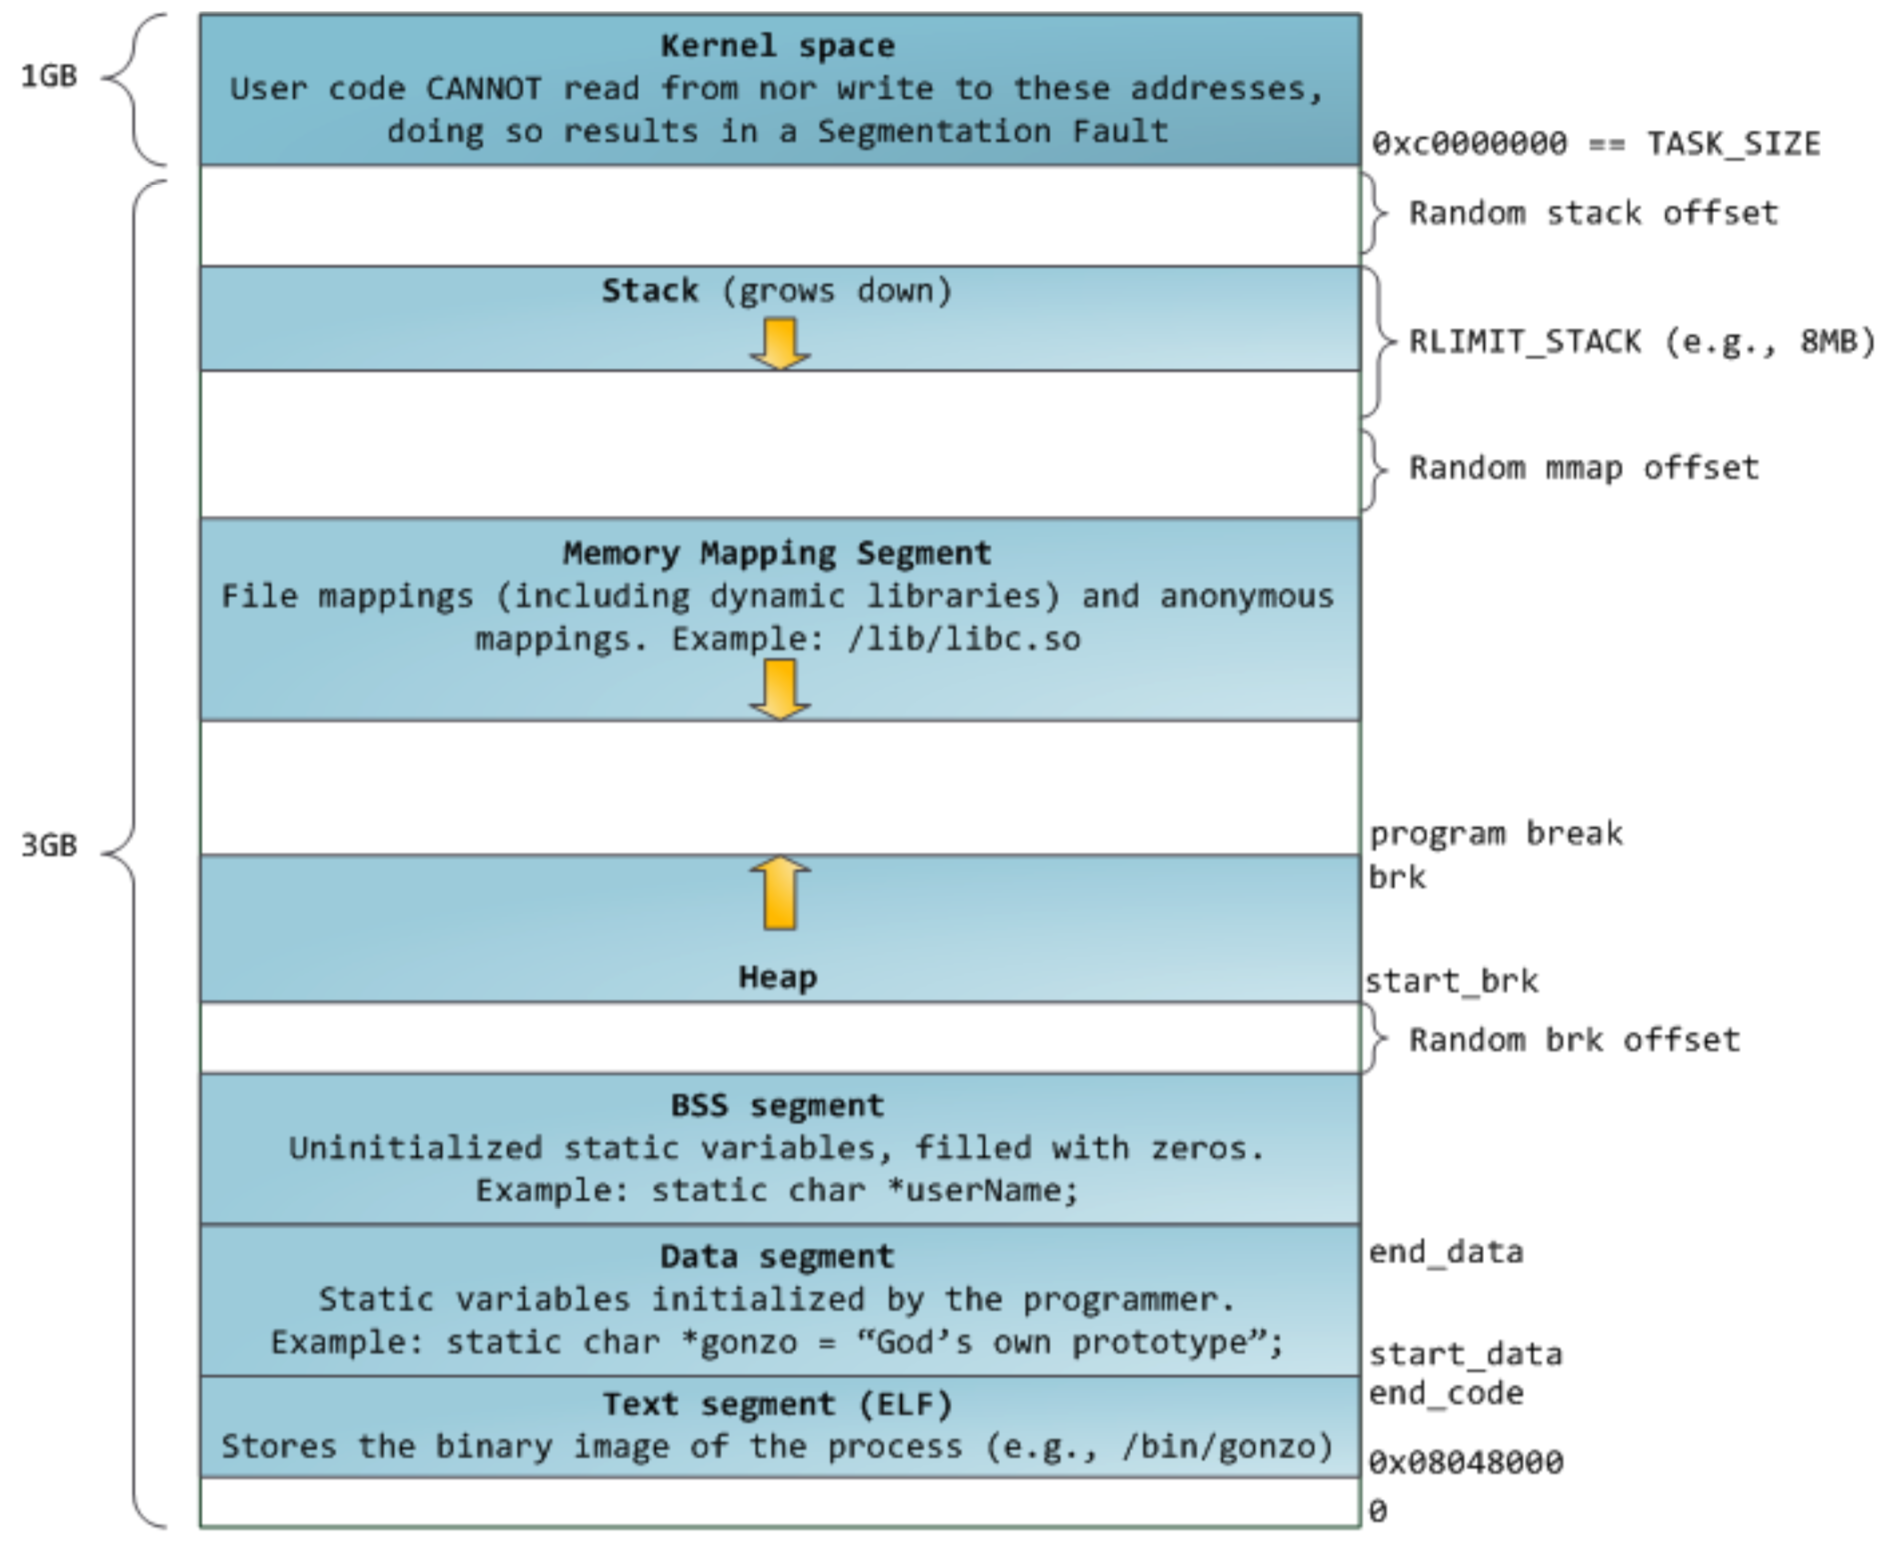 1GB
Kernel space
User code CANNOT read from nor write to these addresses,
doing so results in a Segmentation Fault
0xc0000000 == TASK_SIZE
Random stack offset
Stack (grows down)
RLIMIT_STACK (e.g., 8MB)
Random mmap offset
Memory Mapping Segment
File mappings (including dynamic libraries) and anonymous
mappings. Example: /lib/libc.so
3GB
program break
brk
Heap
start_brk
Random brk offset
BSS segment
Uninitialized static variables, filled with zeros.
Example: static char *userName;
Data segment
end_data
Static variables initialized by the programmer.
Example: static char *gonzo = “God’s own prototype”;
start_data
end_code
Text segment (ELF)
Stores the binary image of the process (e.g., /bin/gonzo)
0x08048000
0